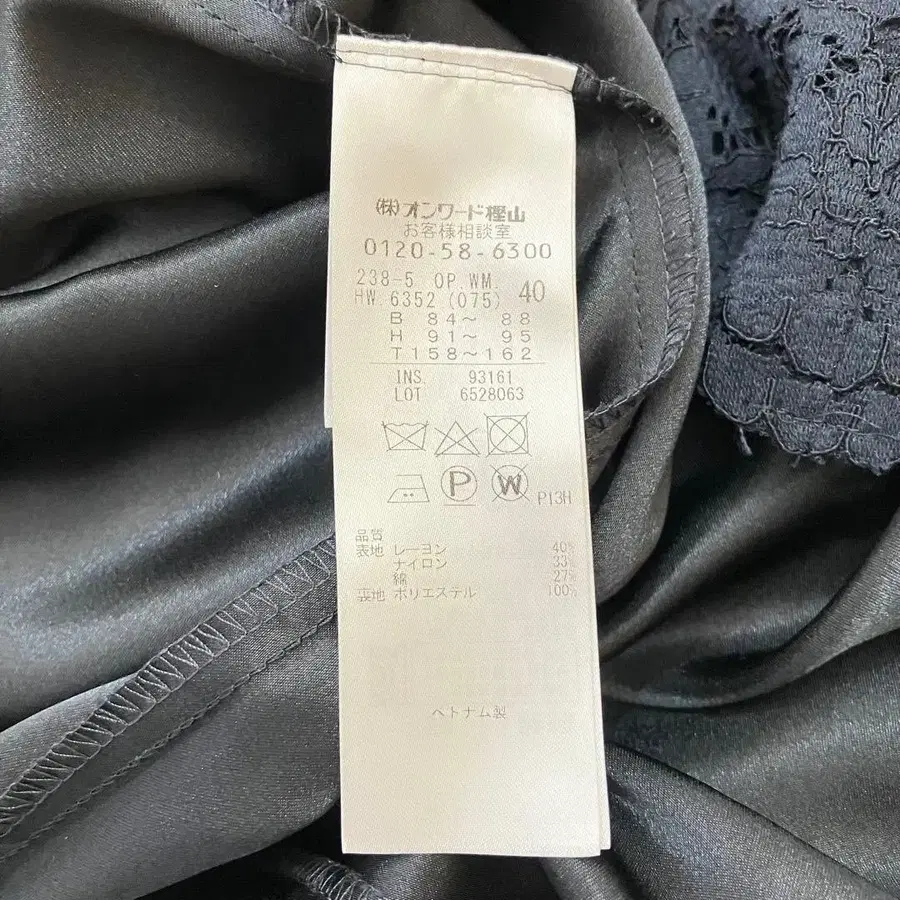 (株)オンワード樫山
お客様相談室
0120-58-6300
238-5. OP. WM.
HW. 6352 (075) 40
B 84〜 88
H 91〜 95
T158〜162
INS. 93161
LOT 6528063
P W P13H
品質
表地 レーヨン 40%
ナイロン 33%
綿 27%
裏地 ポリエステル 100%
ベトナム製